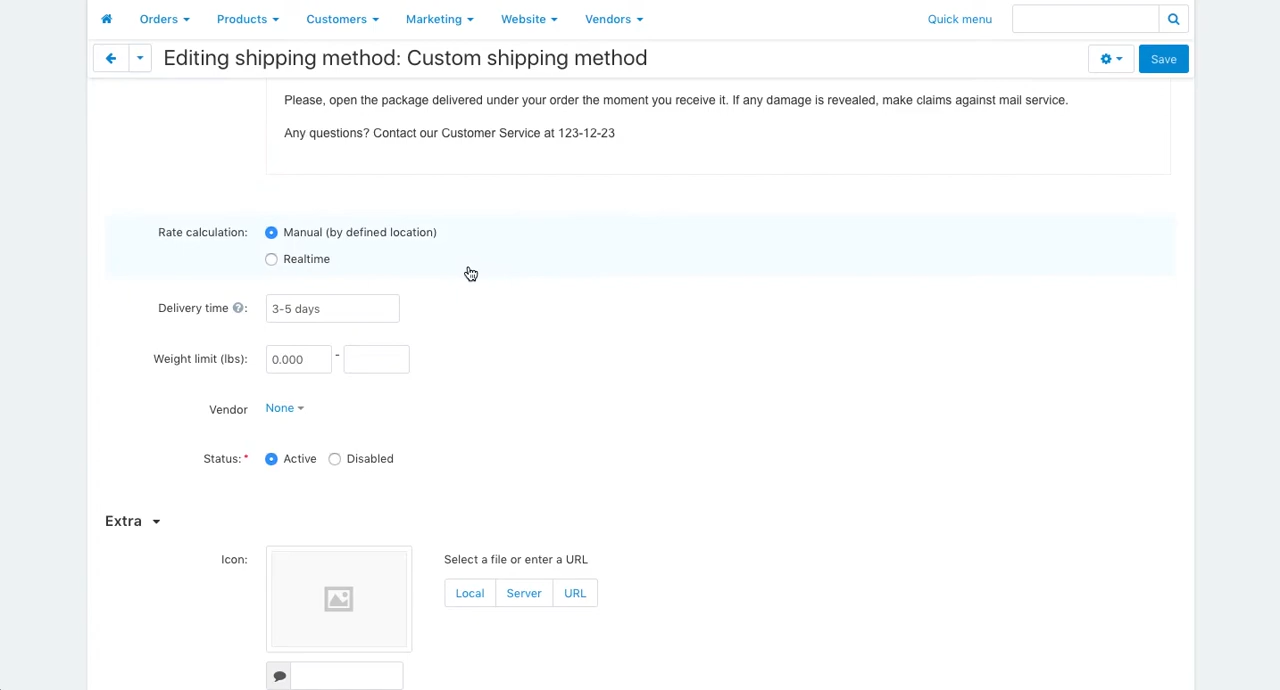 Orders Products Customers Marketing Website Vendors Quick menu
Editing shipping method: Custom shipping method Save
Please, open the package delivered under your order the moment you receive it. If any damage is revealed, make claims against mail service.
Any questions? Contact our Customer Service at 123-12-23
Rate calculation: Manual (by defined location)
Realtime
Delivery time ?: 3-5 days
Weight limit (lbs): 0.000 -
Vendor None
Status:* Active Disabled
Extra
Icon: Select a file or enter a URL
Local Server URL